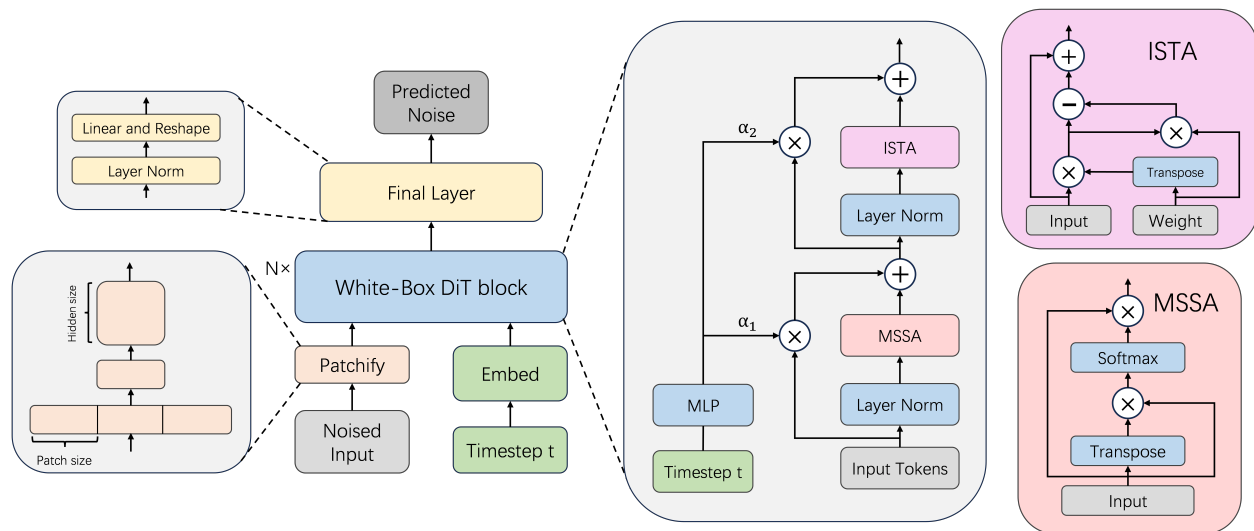 Linear and Reshape
Layer Norm
Predicted
Noise
Final Layer
N×
White-Box DiT block
Hidden size
Patch size
Patchify
Noised
Input
Embed
Timestep t
α₂
α₁
MLP
Timestep t
+
×
ISTA
Layer Norm
+
×
MSSA
Layer Norm
Input Tokens
ISTA
+
−
×
×
Transpose
Input
Weight
MSSA
×
Softmax
×
Transpose
Input